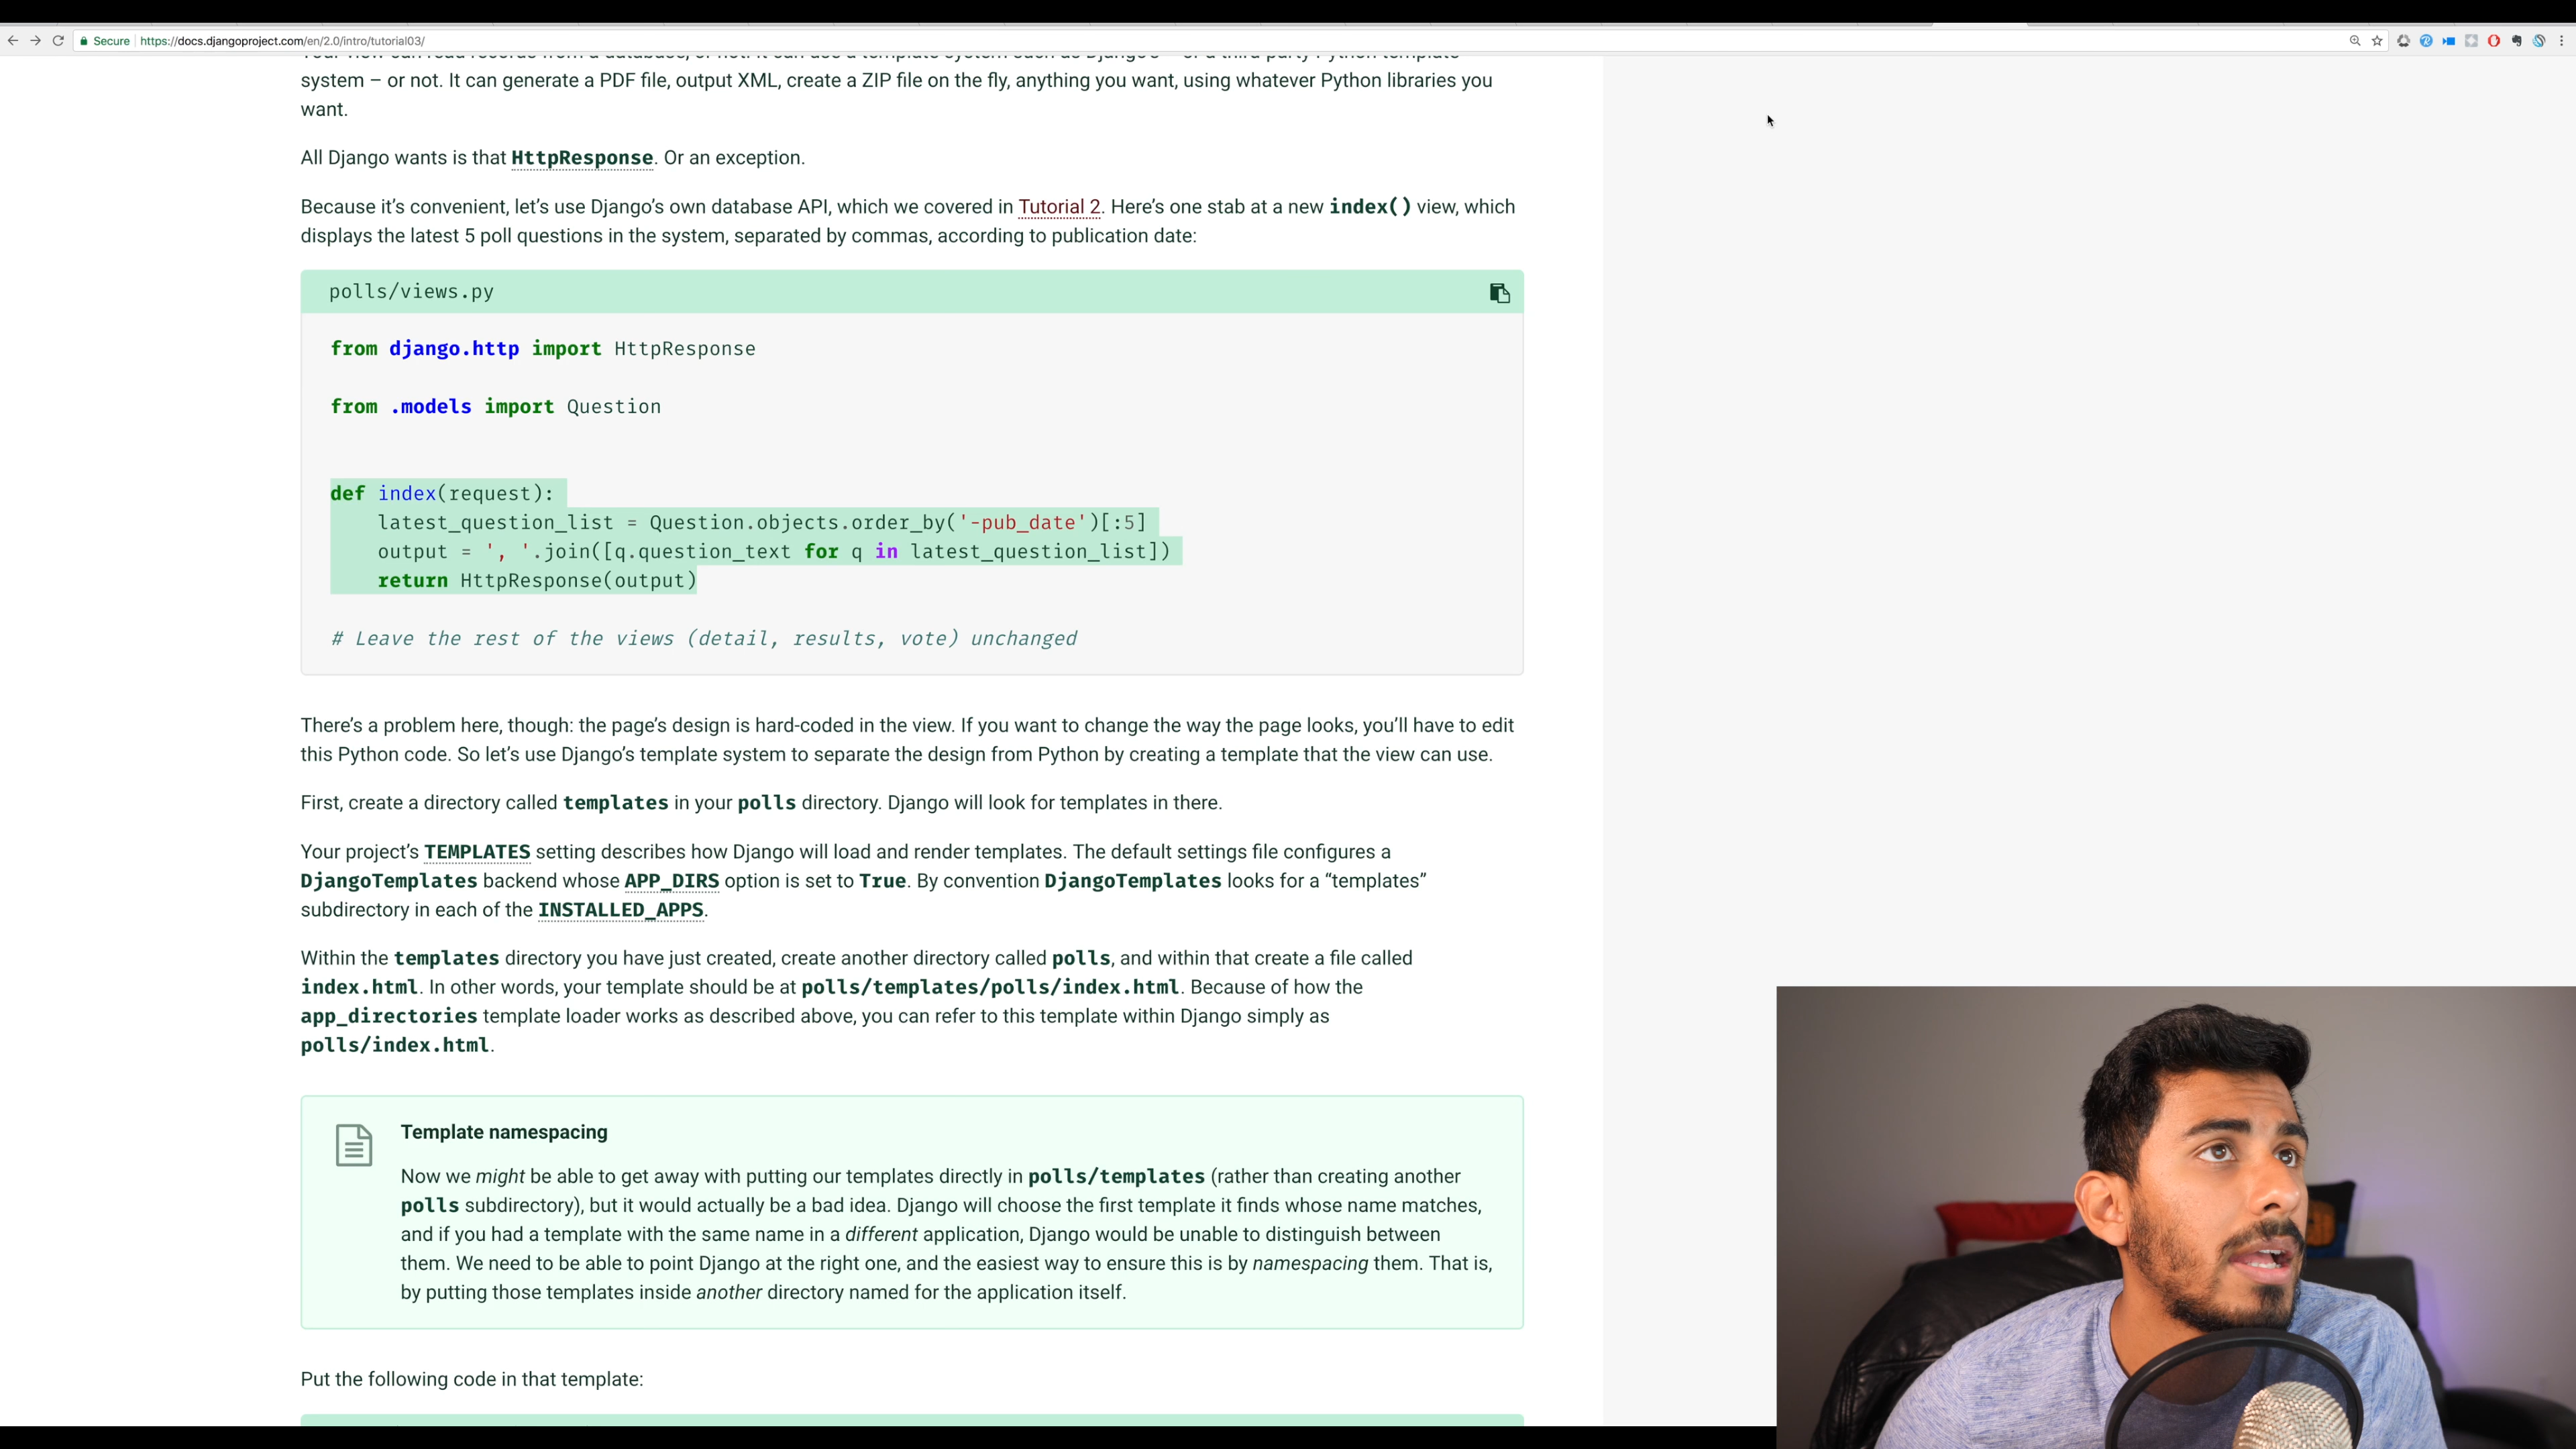 Secure https://docs.djangoproject.com/en/2.0/intro/tutorial03/
system – or not. It can generate a PDF file, output XML, create a ZIP file on the fly, anything you want, using whatever Python libraries you
want.
All Django wants is that HttpResponse. Or an exception.
Because it’s convenient, let’s use Django’s own database API, which we covered in Tutorial 2. Here’s one stab at a new index() view, which
displays the latest 5 poll questions in the system, separated by commas, according to publication date:
polls/views.py
from django.http import HttpResponse
from .models import Question
def index(request):
    latest_question_list = Question.objects.order_by('-pub_date')[:5]
    output = ', '.join([q.question_text for q in latest_question_list])
    return HttpResponse(output)
# Leave the rest of the views (detail, results, vote) unchanged
There’s a problem here, though: the page’s design is hard-coded in the view. If you want to change the way the page looks, you’ll have to edit
this Python code. So let’s use Django’s template system to separate the design from Python by creating a template that the view can use.
First, create a directory called templates in your polls directory. Django will look for templates in there.
Your project’s TEMPLATES setting describes how Django will load and render templates. The default settings file configures a
DjangoTemplates backend whose APP_DIRS option is set to True. By convention DjangoTemplates looks for a “templates”
subdirectory in each of the INSTALLED_APPS.
Within the templates directory you have just created, create another directory called polls, and within that create a file called
index.html. In other words, your template should be at polls/templates/polls/index.html. Because of how the
app_directories template loader works as described above, you can refer to this template within Django simply as
polls/index.html.
Template namespacing
Now we might be able to get away with putting our templates directly in polls/templates (rather than creating another
polls subdirectory), but it would actually be a bad idea. Django will choose the first template it finds whose name matches,
and if you had a template with the same name in a different application, Django would be unable to distinguish between
them. We need to be able to point Django at the right one, and the easiest way to ensure this is by namespacing them. That is,
by putting those templates inside another directory named for the application itself.
Put the following code in that template: